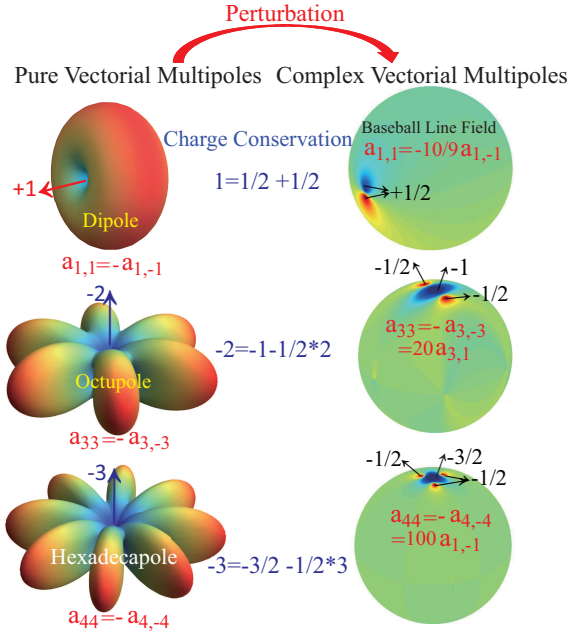 Perturbation
Pure Vectorial Multipoles
Complex Vectorial Multipoles
Charge Conservation
+1
Dipole
a1,1=-a1,-1
1=1/2 +1/2
Baseball Line Field
a1,1=-10/9 a1,-1
+1/2
-2
Octupole
a33=-a3,-3
-2=-1-1/2*2
-1/2
-1
-1/2
a33=- a3,-3
=20a3,1
-3
Hexadecapole
a44=- a4,-4
-3=-3/2 -1/2*3
-1/2
-3/2
-1/2
a44=- a4,-4
=100a1,-1